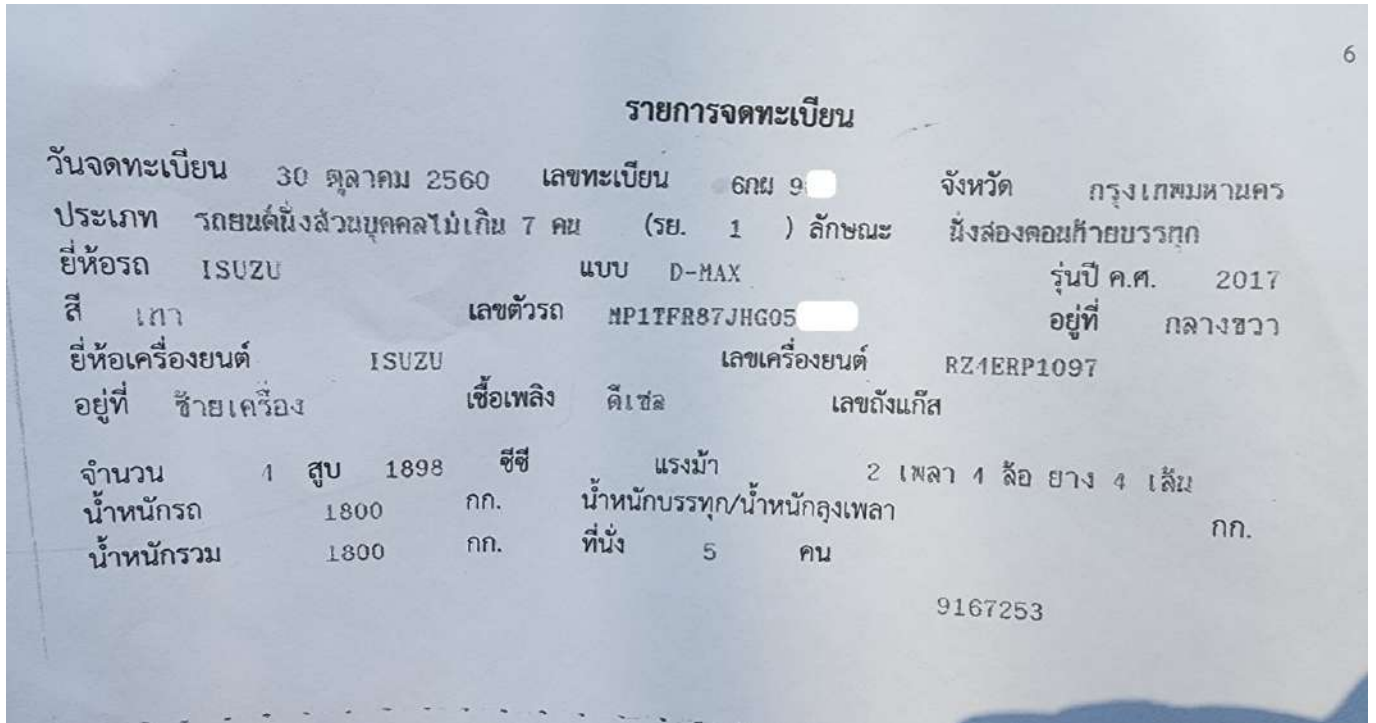 6
รายการจดทะเบียน
วันจดทะเบียน 30 ตุลาคม 2560 เลขทะเบียน 6กผ 9 จังหวัด กรุงเทพมหานคร
ประเภท รถยนต์นั่งส่วนบุคคลไม่เกิน 7 คน (รย. 1 ) ลักษณะ นั่งสองตอนท้ายบรรทุก
ยี่ห้อรถ ISUZU แบบ D-MAX รุ่นปี ค.ศ. 2017
สี เทา เลขตัวรถ MP1TFR87JHG05 อยู่ที่ กลางขวา
ยี่ห้อเครื่องยนต์ ISUZU เลขเครื่องยนต์ RZ4ERP1097
อยู่ที่ ซ้ายเครื่อง เชื้อเพลิง ดีเซล เลขถังแก๊ส
จำนวน 4 สูบ 1898 ซีซี แรงม้า 2 เพลา 4 ล้อ ยาง 4 เส้น
น้ำหนักรถ 1800 กก. น้ำหนักบรรทุก/น้ำหนักลงเพลา กก.
น้ำหนักรวม 1800 กก. ที่นั่ง 5 คน
9167253